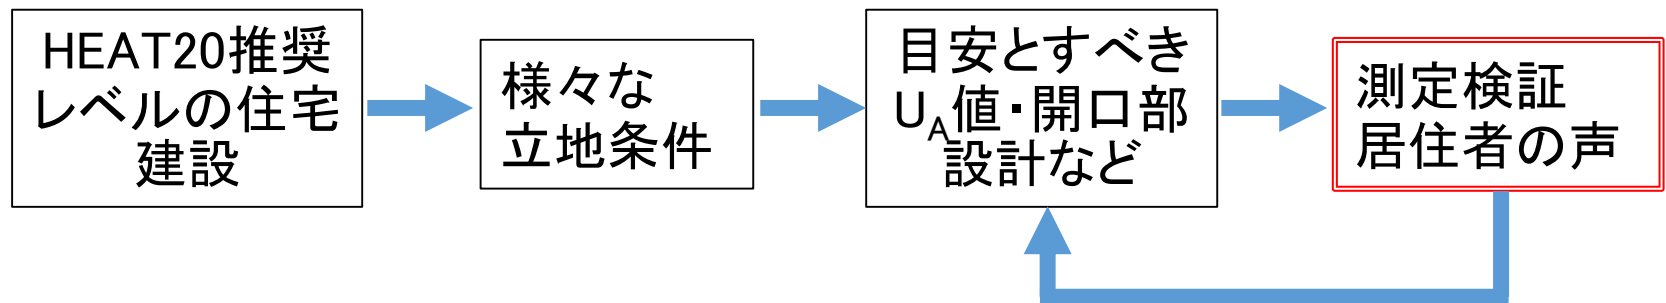 HEAT20推奨
レベルの住宅
建設
様々な
立地条件
目安とすべき
UA値・開口部
設計など
測定検証
居住者の声